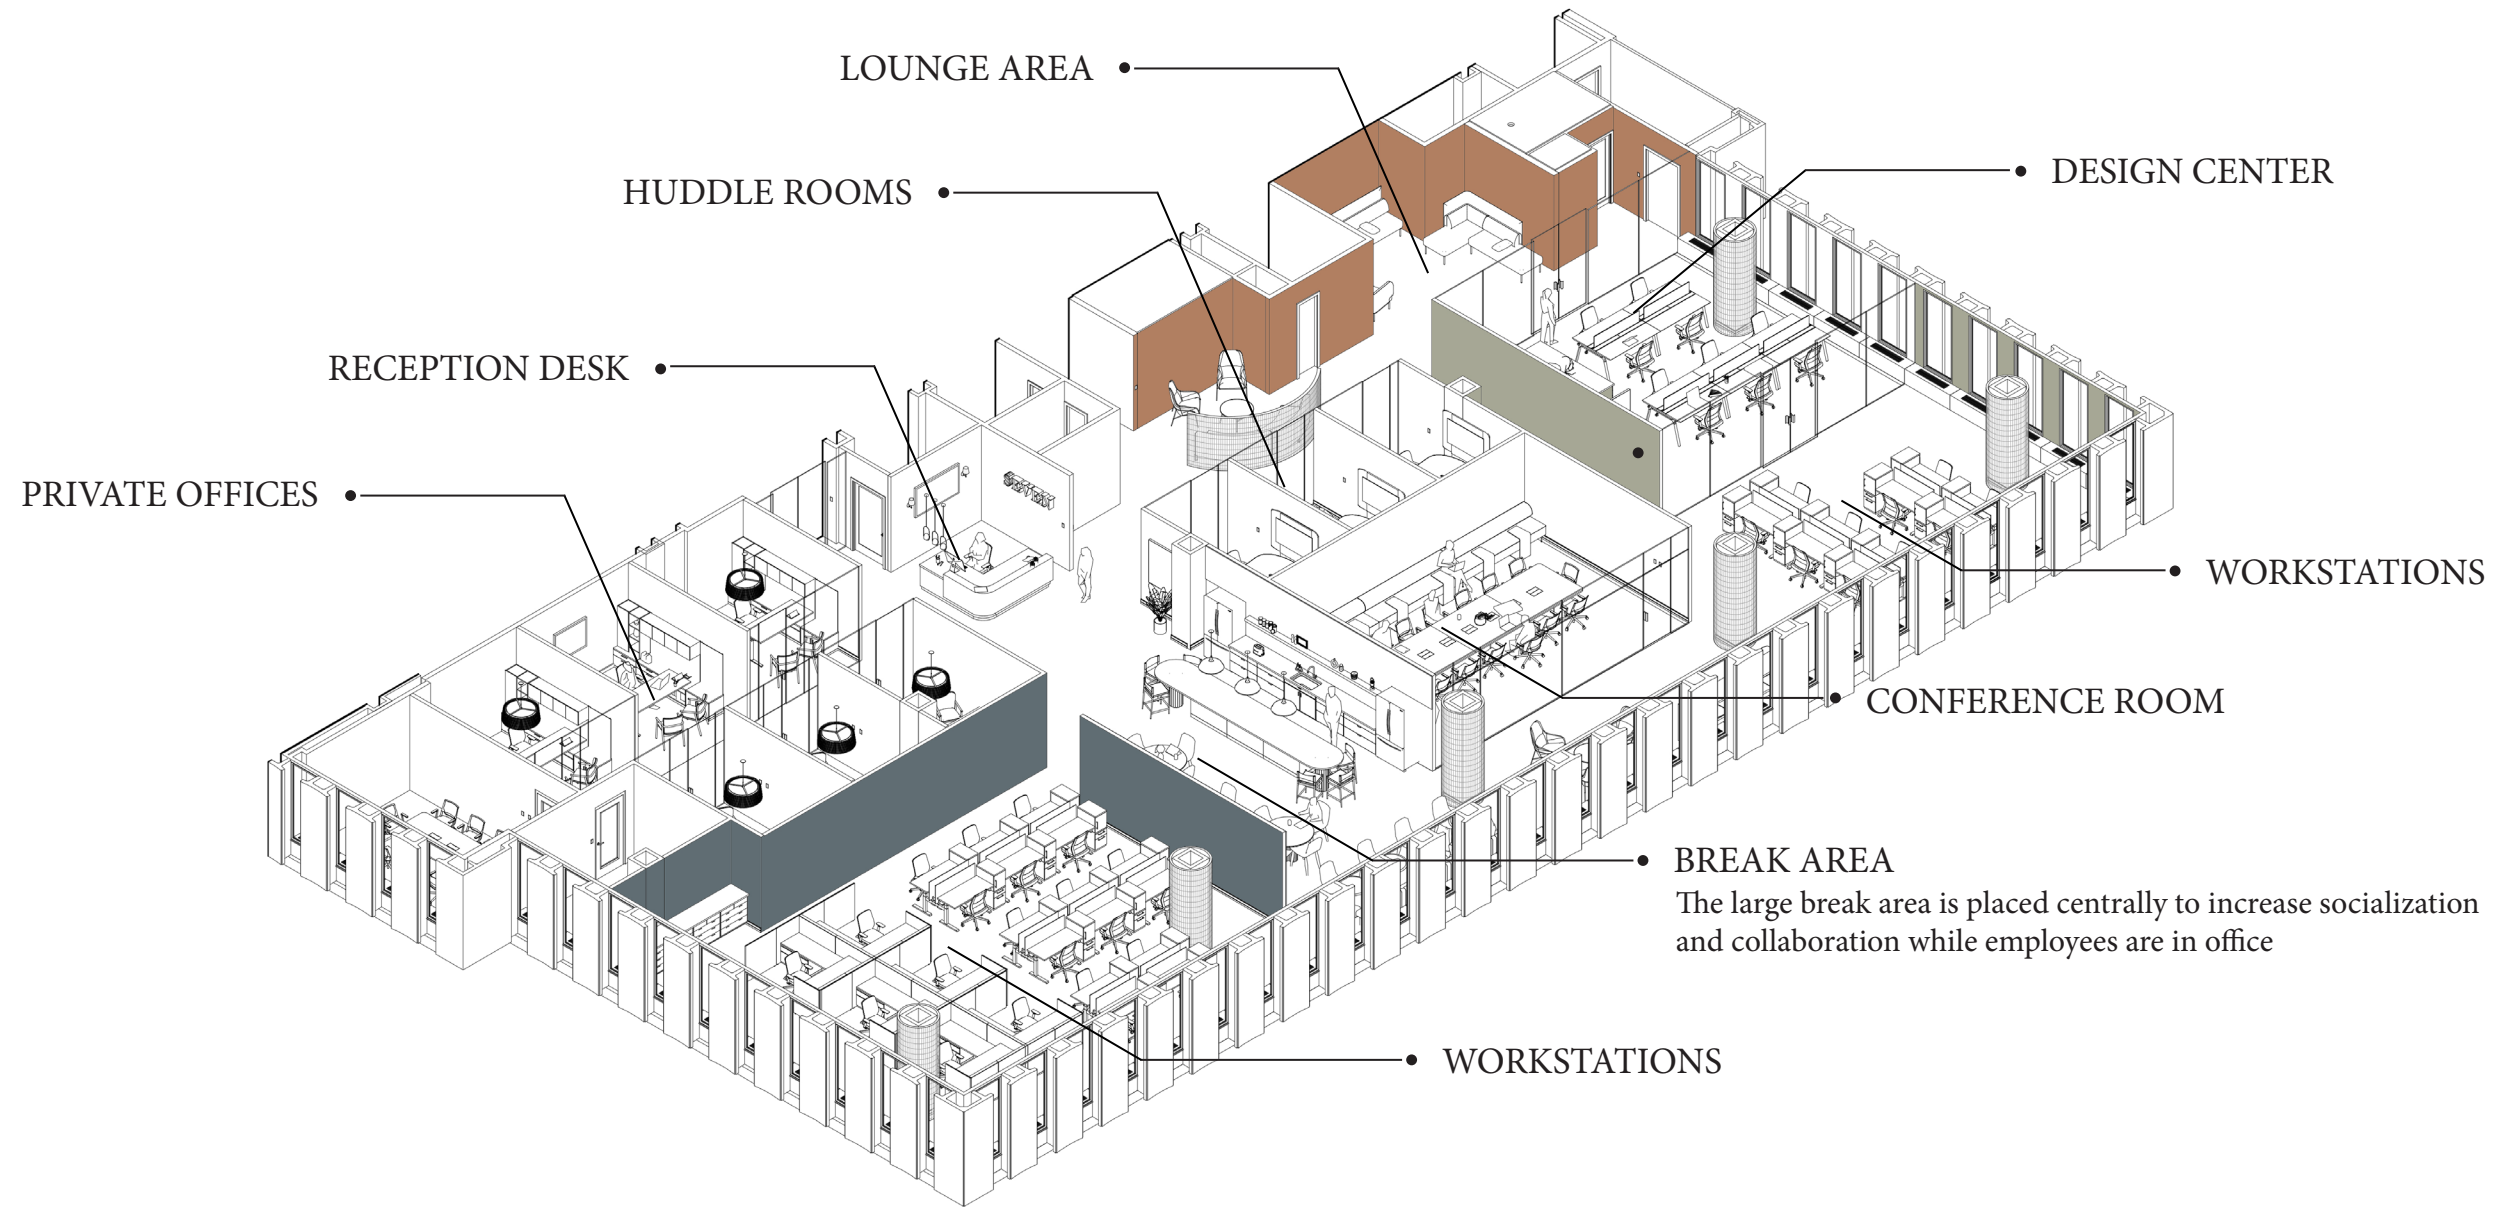 LOUNGE AREA
DESIGN CENTER
HUDDLE ROOMS
RECEPTION DESK
PRIVATE OFFICES
WORKSTATIONS
CONFERENCE ROOM
BREAK AREA
The large break area is placed centrally to increase socialization
and collaboration while employees are in office
WORKSTATIONS